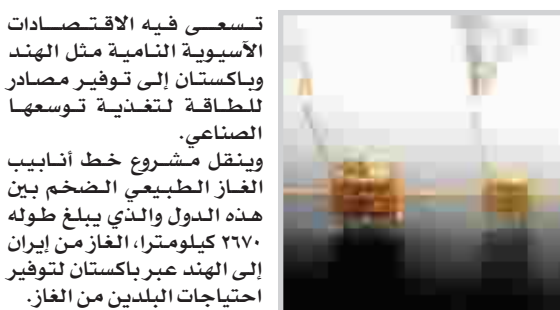 تسعى فيه الاقتصادات
الآسيوية النامية مثل الهند
وباكستان إلى توفير مصادر
للطاقة لتغذية توسعها
الصناعي.
وينقل مشروع خط أنابيب
الغاز الطبيعي الضخم بين
هذه الدول والذي يبلغ طوله
٢٦٧٠ كيلومترا، الغاز من إيران
إلى الهند عبر باكستان لتوفير
احتياجات البلدين من الغاز.